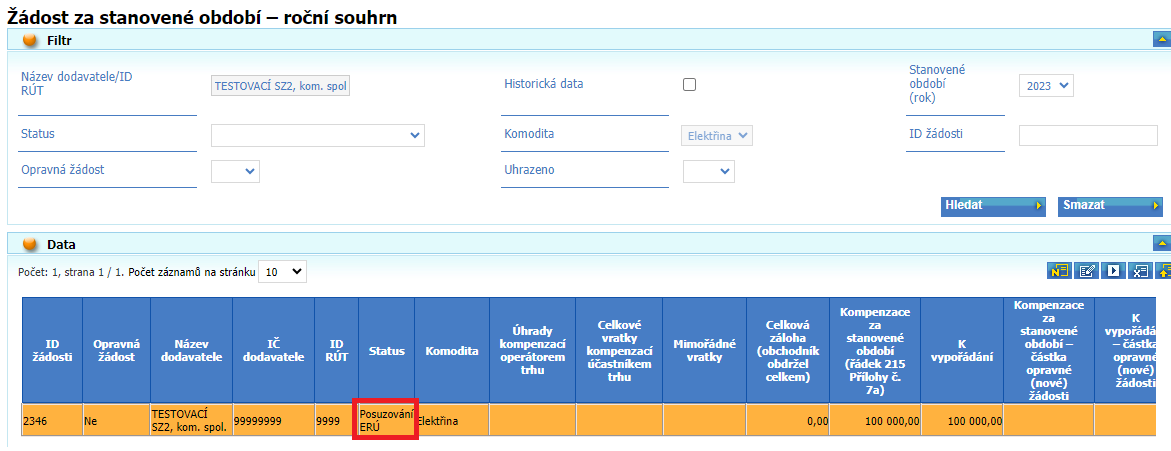 Žádost za stanovené období – roční souhrn
Filtr
Název dodavatele/ID
RÚT
TESTOVACÍ SZ2, kom. spol
Historická data
Stanovené
období
(rok)
2023
Status
Komodita
Elektřina
ID žádosti
Opravná žádost
Uhrazeno
Hledat
Smazat
Data
Počet: 1, strana 1 / 1. Počet záznamů na stránku 10
ID
žádosti
Opravná
žádost
Název
dodavatele
IČ
dodavatele
ID
RÚT
Status
Komodita
Úhrady
kompenzací
operátorem
trhu
Celkové
vratky
kompenzací
účastníkem
trhu
Mimořádné
vratky
Celková
záloha
(obchodník
obdržel
celkem)
Kompenzace
za
stanovené
období
(řádek 215
Přílohy č.
7a)
K
vypořádání
Kompenzace
za
stanovené
období –
částka
opravné
(nové)
žádosti
K
vypořádá
– částka
opravné
(nové)
žádosti
2346
Ne
TESTOVACÍ
SZ2, kom. spol.
99999999
9999
Posuzování
ERÚ
Elektřina
0,00
100 000,00
100 000,00